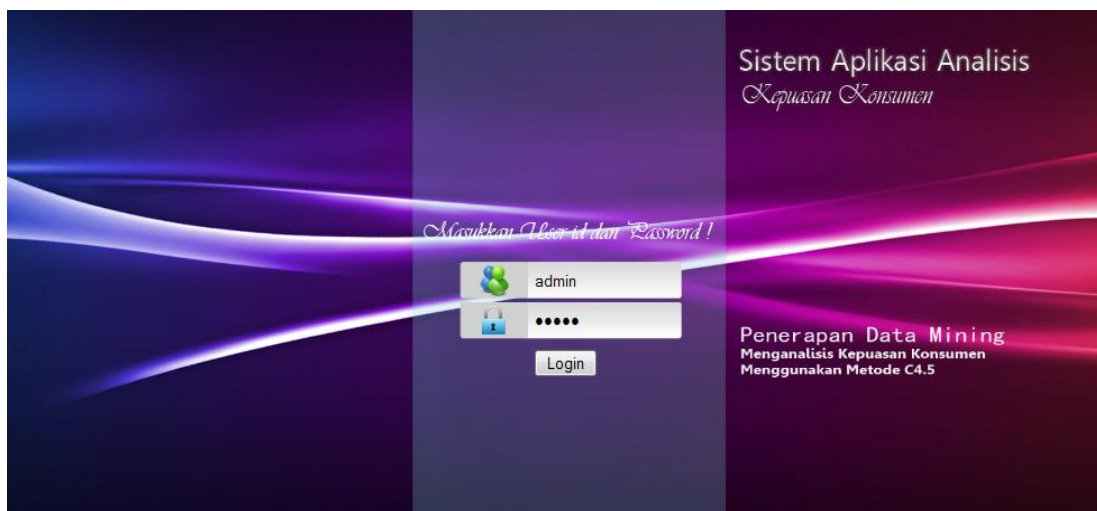 Sistem Aplikasi Analisis
Kepuasan Konsumen
Masukkan User id dan Password !
admin
•••••
Login
Penerapan Data Mining
Menganalisis Kepuasan Konsumen
Menggunakan Metode C4.5